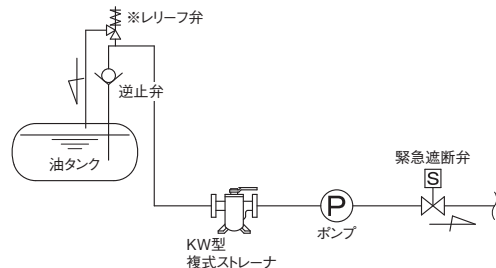 ※レリーフ弁
逆止弁
油タンク
緊急遮断弁
S
P
ポンプ
KW型
複式ストレーナ